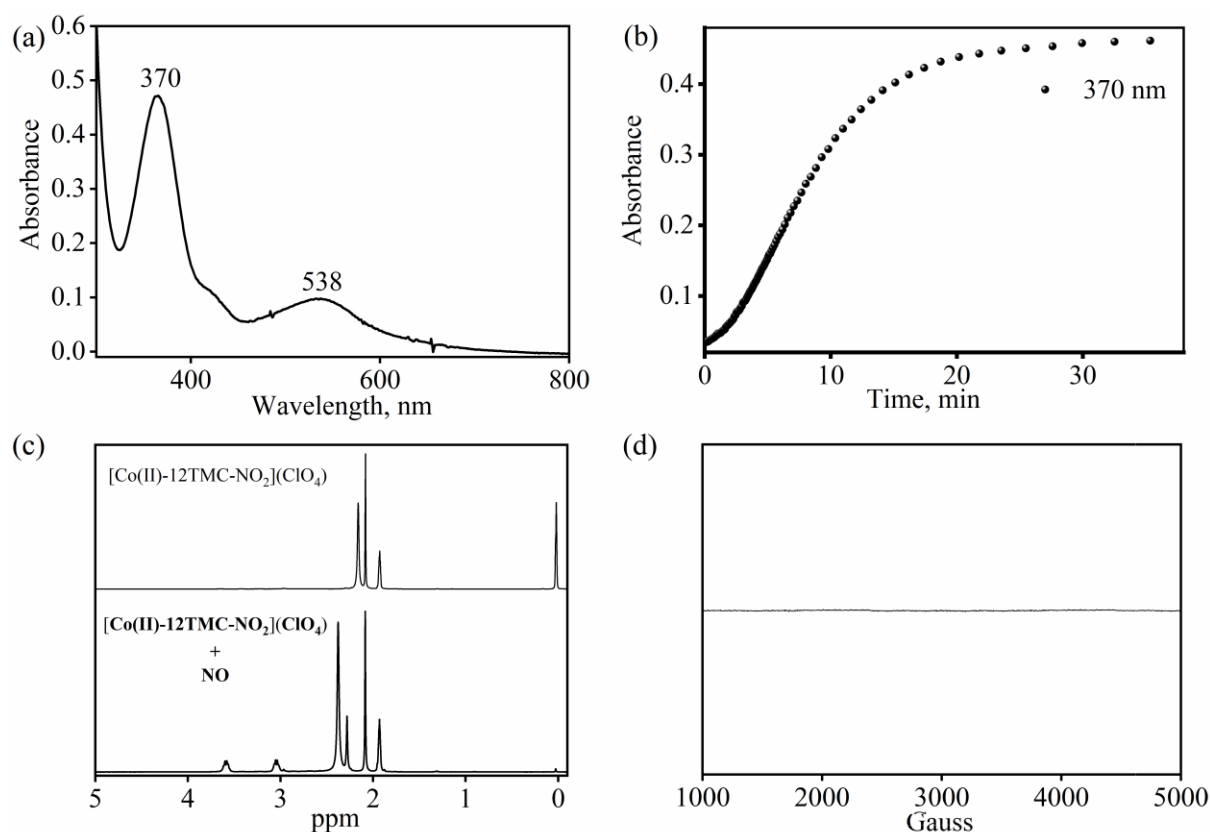 (a)
0.6
0.5
0.4
0.3
0.2
0.1
0.0
Absorbance
370
538
400 600 800
Wavelength, nm
(b)
0.4
0.3
0.2
0.1
Absorbance
370 nm
0 10 20 30
Time, min
(c)
[Co(II)-12TMC-NO₂](ClO₄)
[Co(II)-12TMC-NO₂](ClO₄)
+
NO
5 4 3 2 1 0
ppm
(d)
1000 2000 3000 4000 5000
Gauss